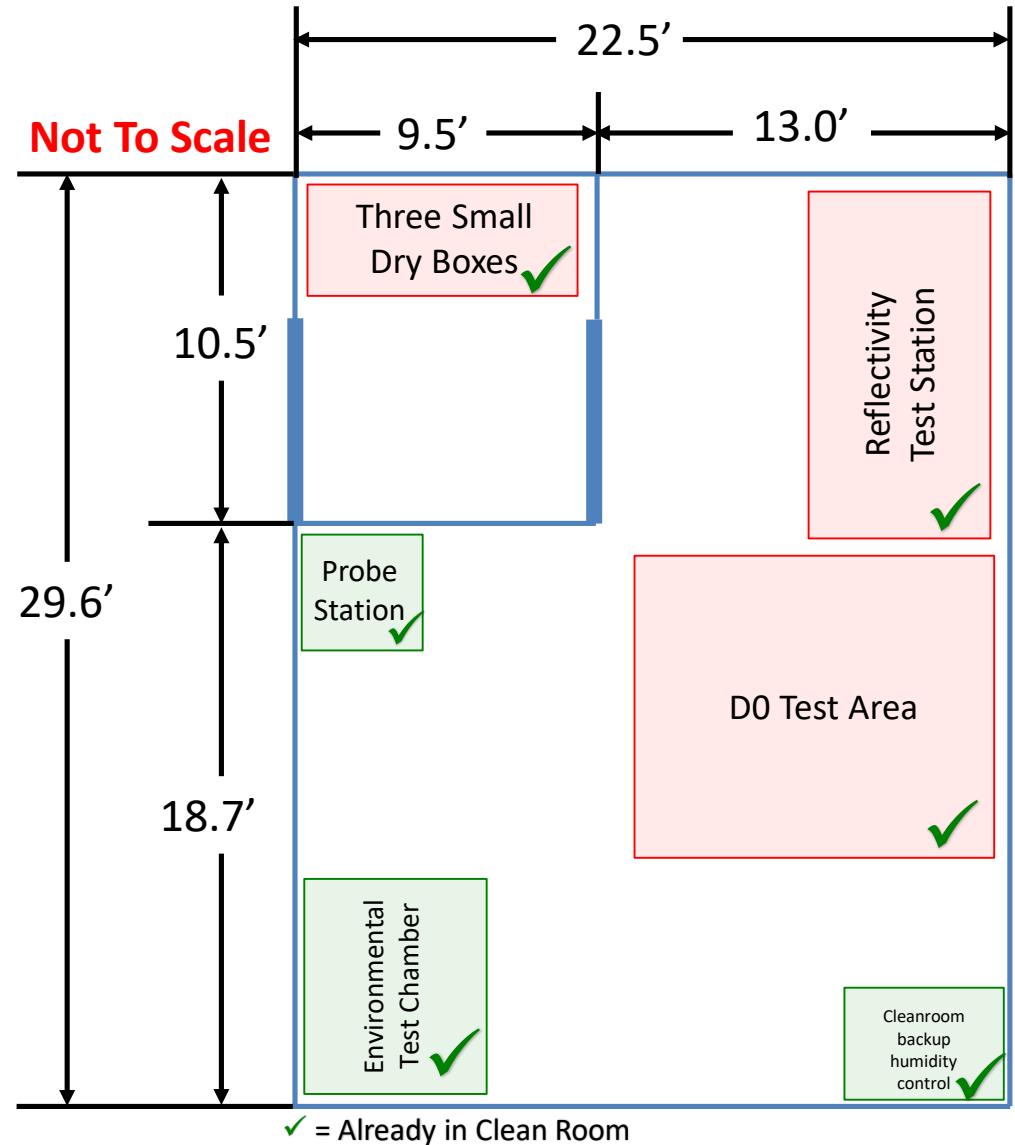 22.5’
Not To Scale
9.5’
13.0’
Three Small
Dry Boxes
Reflectivity
Test Station
10.5’
Probe
Station
29.6’
D0 Test Area
18.7’
Environmental
Test Chamber
Cleanroom
backup
humidity
control
✓ = Already in Clean Room